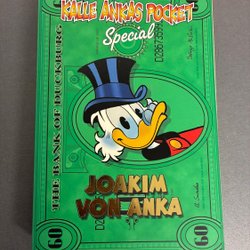 KALLE ANKAS POCKET
Special
THE BANK OF DUCKBURG
JOAKIM
VON ANKA
60
60